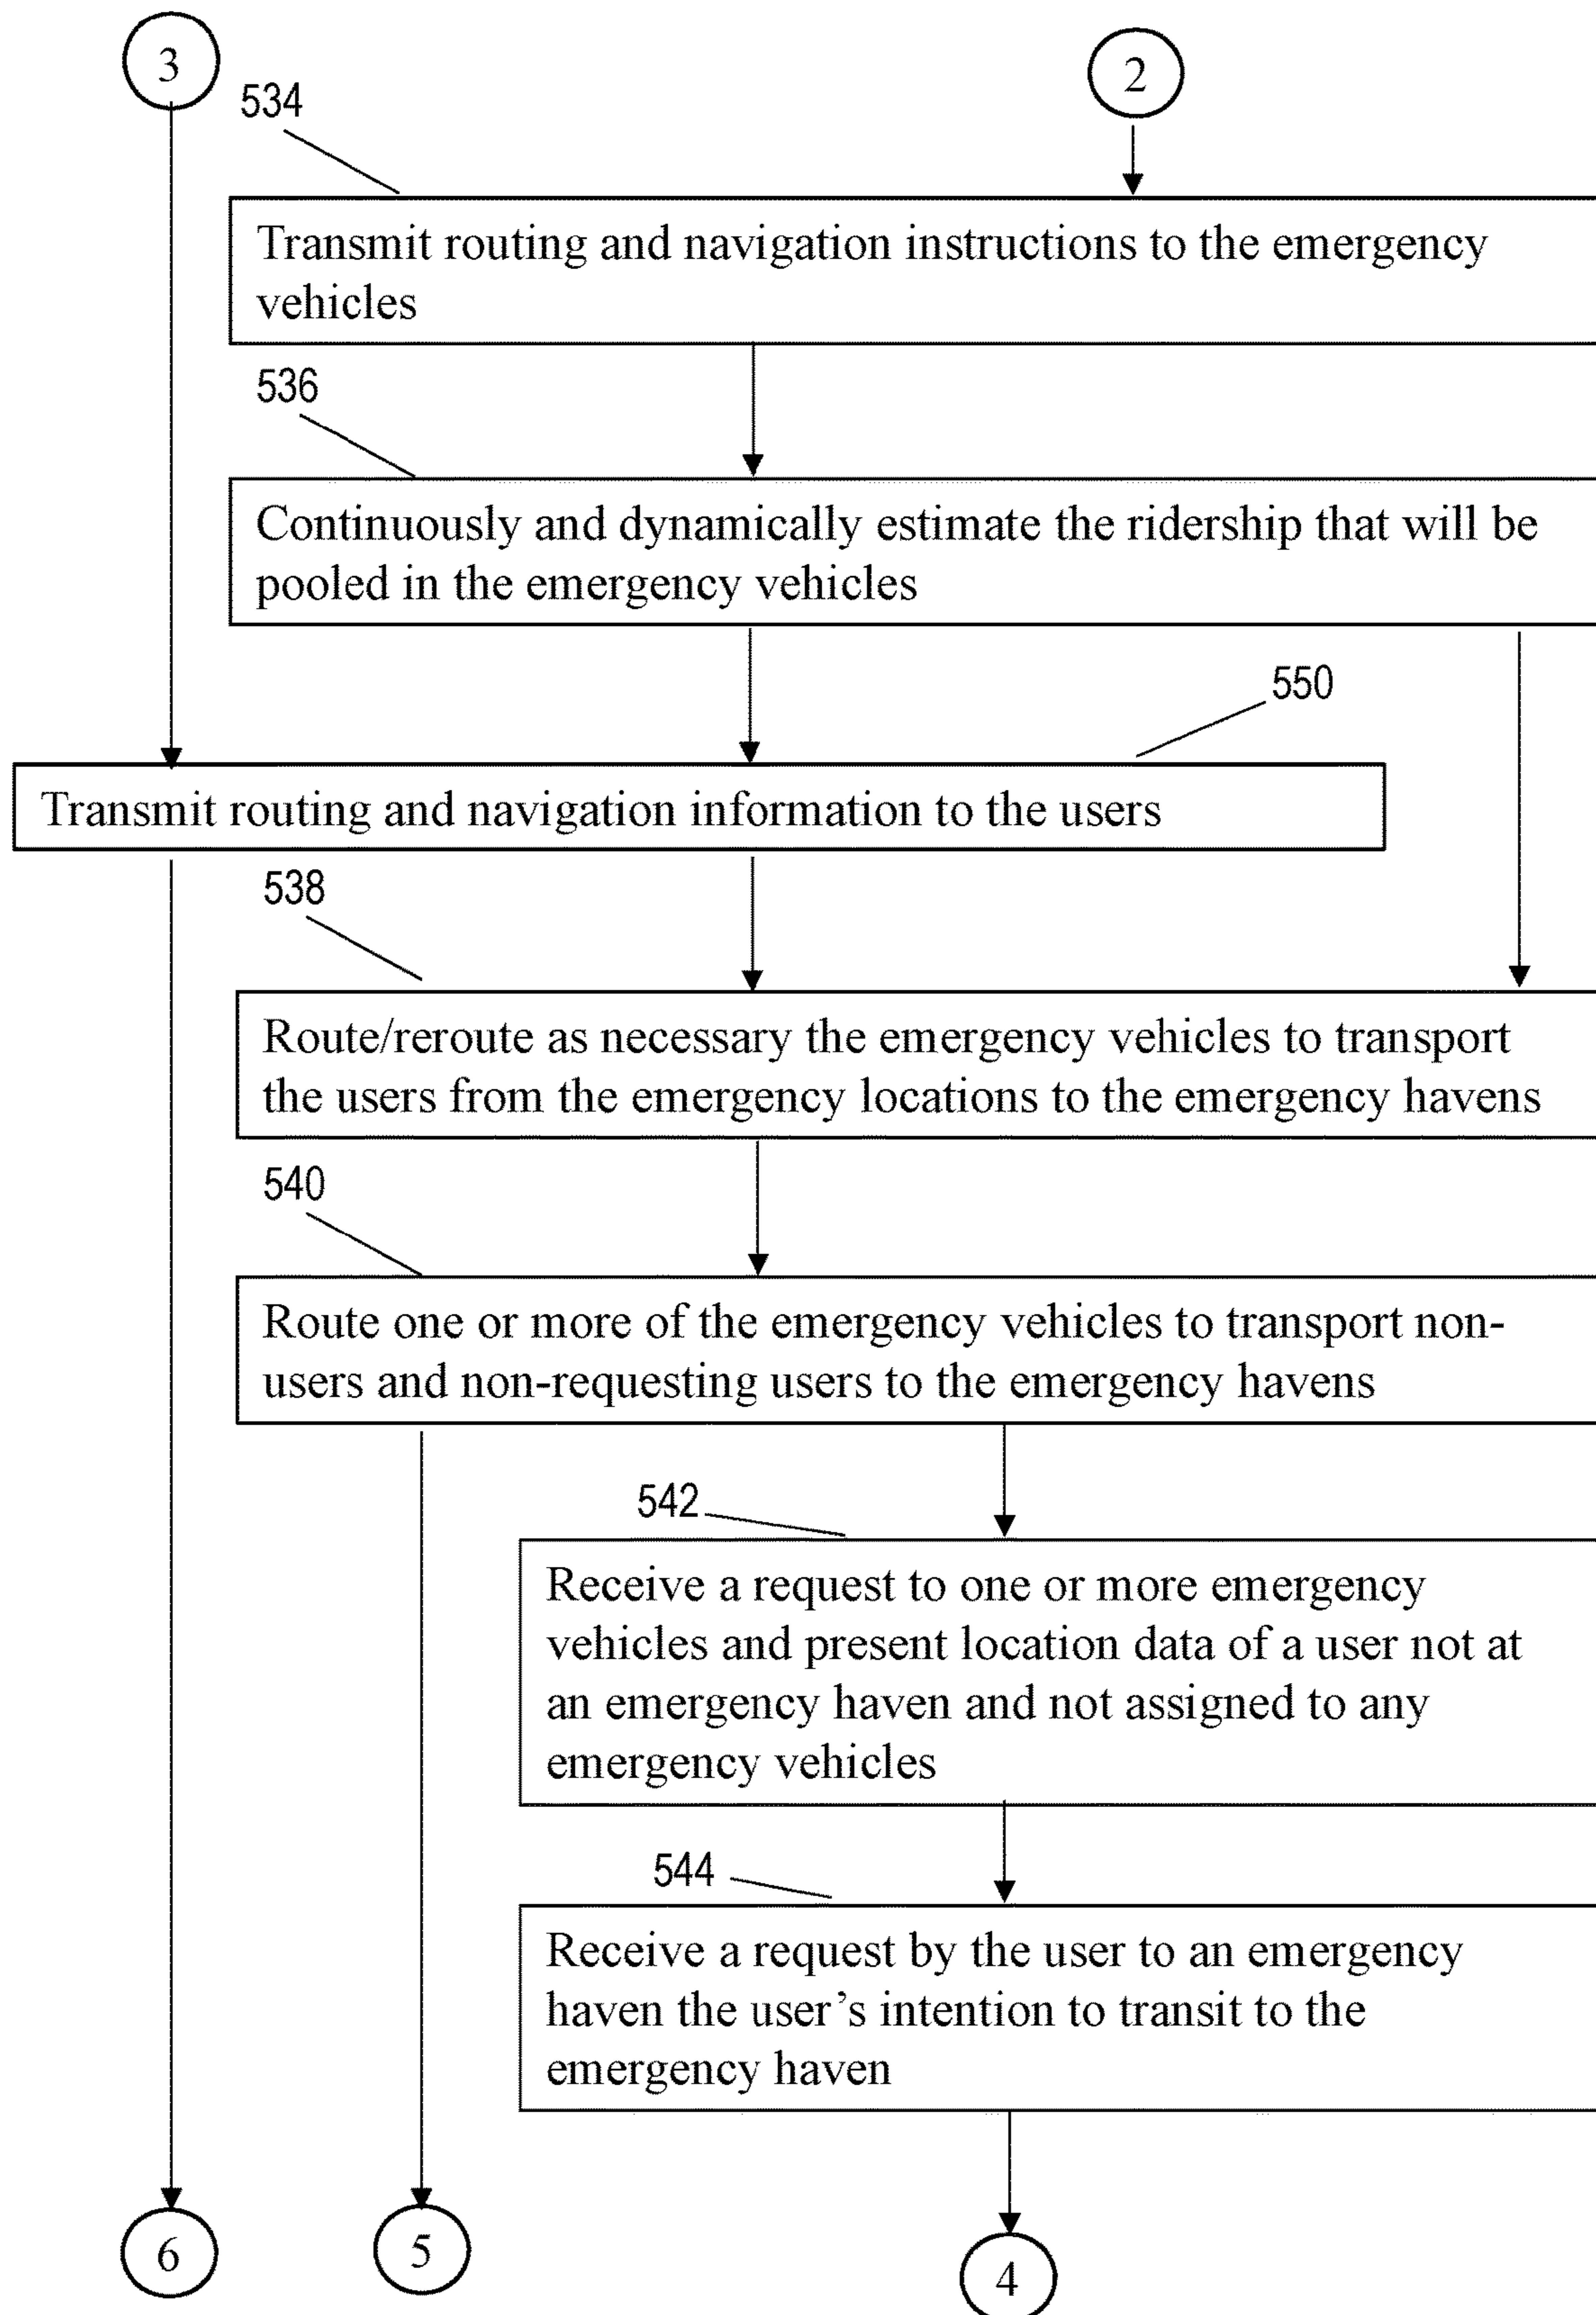 3
2
534
Transmit routing and navigation instructions to the emergency
vehicles
536
Continuously and dynamically estimate the ridership that will be
pooled in the emergency vehicles
550
Transmit routing and navigation information to the users
538
Route/reroute as necessary the emergency vehicles to transport
the users from the emergency locations to the emergency havens
540
Route one or more of the emergency vehicles to transport non-
users and non-requesting users to the emergency havens
542
Receive a request to one or more emergency
vehicles and present location data of a user not at
an emergency haven and not assigned to any
emergency vehicles
544
Receive a request by the user to an emergency
haven the user’s intention to transit to the
emergency haven
6
5
4